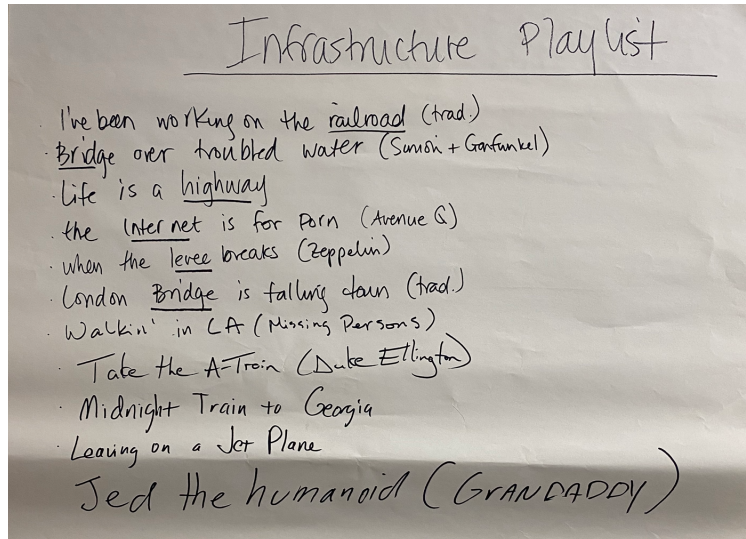 Infrastructure Playlist
· I've been working on the railroad (trad.)
· Bridge over troubled water (Simon + Garfunkel)
· Life is a highway
· the Internet is for Porn (Avenue Q)
· when the levee breaks (Zeppelin)
· London Bridge is falling down (trad.)
· Walkin' in LA (Missing Persons)
· Take the A-Train (Duke Ellington)
· Midnight Train to Georgia
· Leaving on a Jet Plane
Jed the humanoid (GRANDADDY)